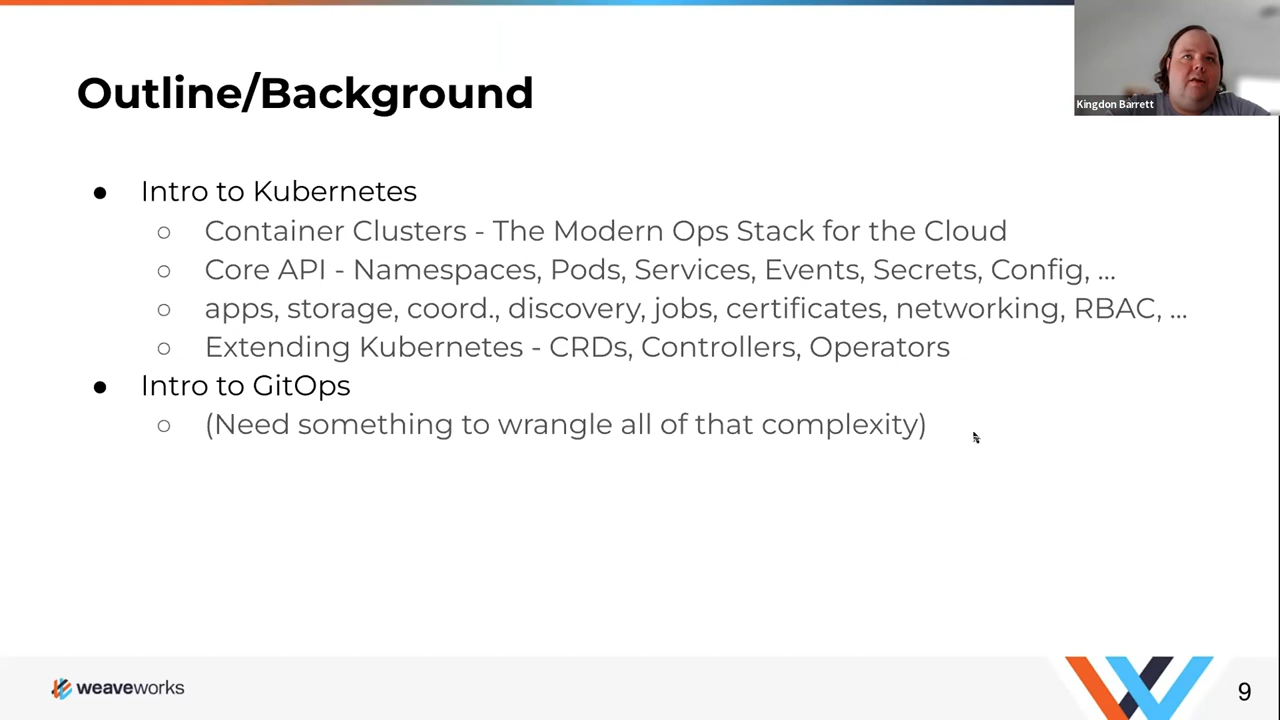 Outline/Background
Kingdon Barrett
● Intro to Kubernetes
○ Container Clusters - The Modern Ops Stack for the Cloud
○ Core API - Namespaces, Pods, Services, Events, Secrets, Config, ...
○ apps, storage, coord., discovery, jobs, certificates, networking, RBAC, ...
○ Extending Kubernetes - CRDs, Controllers, Operators
● Intro to GitOps
○ (Need something to wrangle all of that complexity)
weaveworks
9